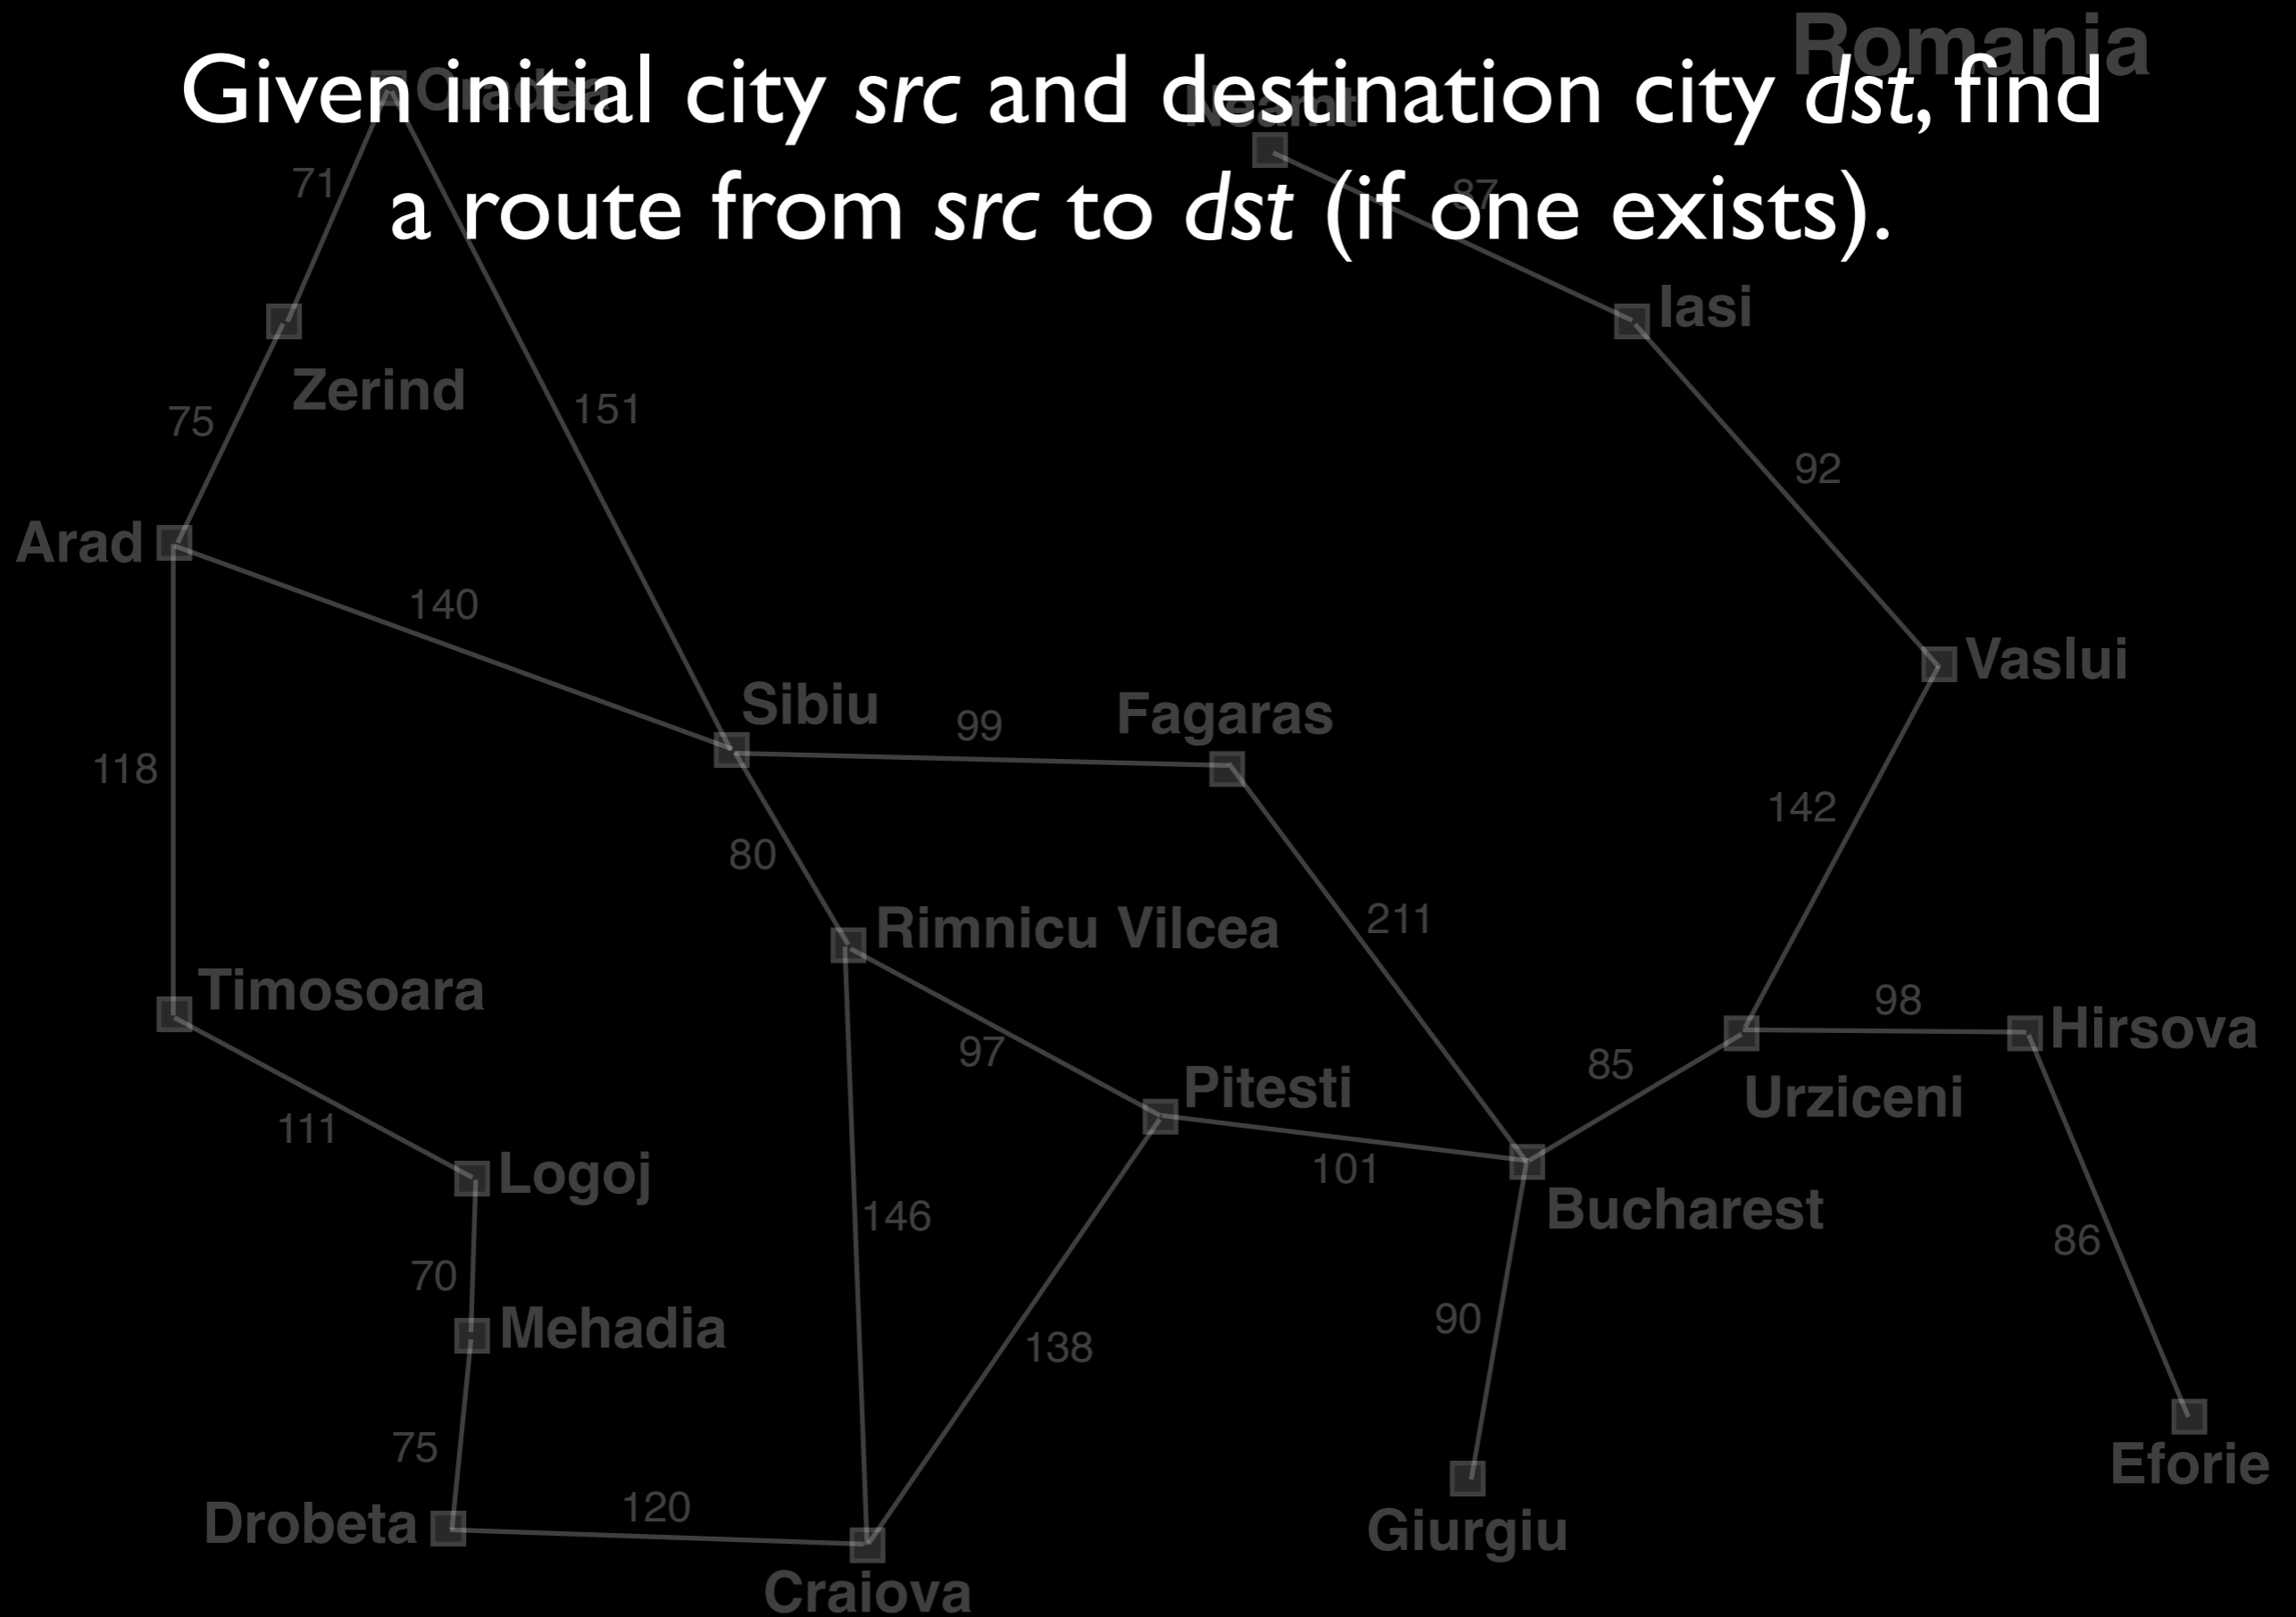 Romania
Given initial city src and destination city dst, find
a route from src to dst (if one exists).
Oradea
Neamt
71
87
Iasi
Zerind
75
151
92
Arad
140
Vaslui
Sibiu
99
Fagaras
118
142
80
211
Rimnicu Vilcea
Timosoara
98
Hirsova
97
85
Pitesti
Urziceni
111
Logoj
101
Bucharest
146
86
70
Mehadia
90
138
75
Eforie
120
Drobeta
Giurgiu
Craiova